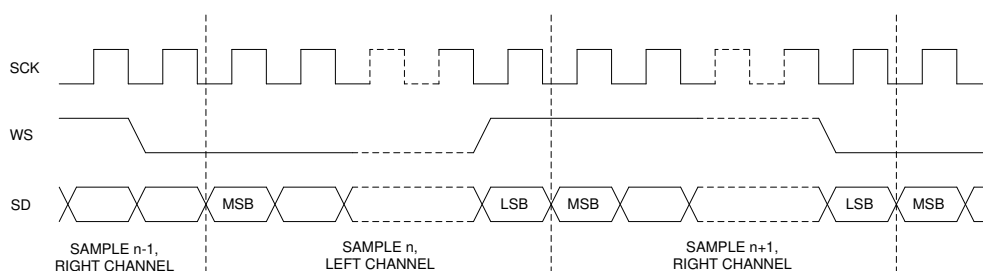 SCK
WS
SD
MSB
LSB
MSB
LSB
MSB
SAMPLE n-1,
RIGHT CHANNEL
SAMPLE n,
LEFT CHANNEL
SAMPLE n+1,
RIGHT CHANNEL